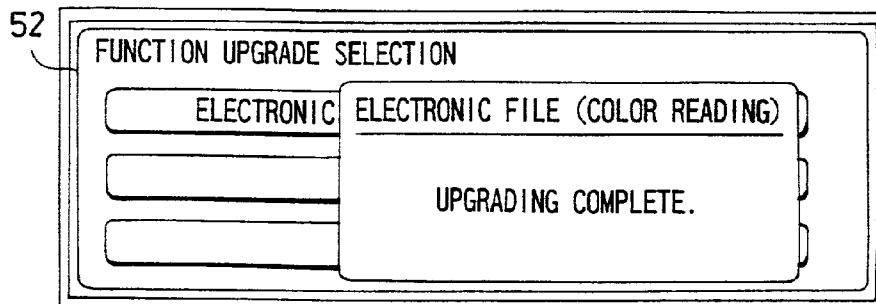 52
FUNCTION UPGRADE SELECTION
ELECTRONIC
ELECTRONIC FILE (COLOR READING)
UPGRADING COMPLETE.